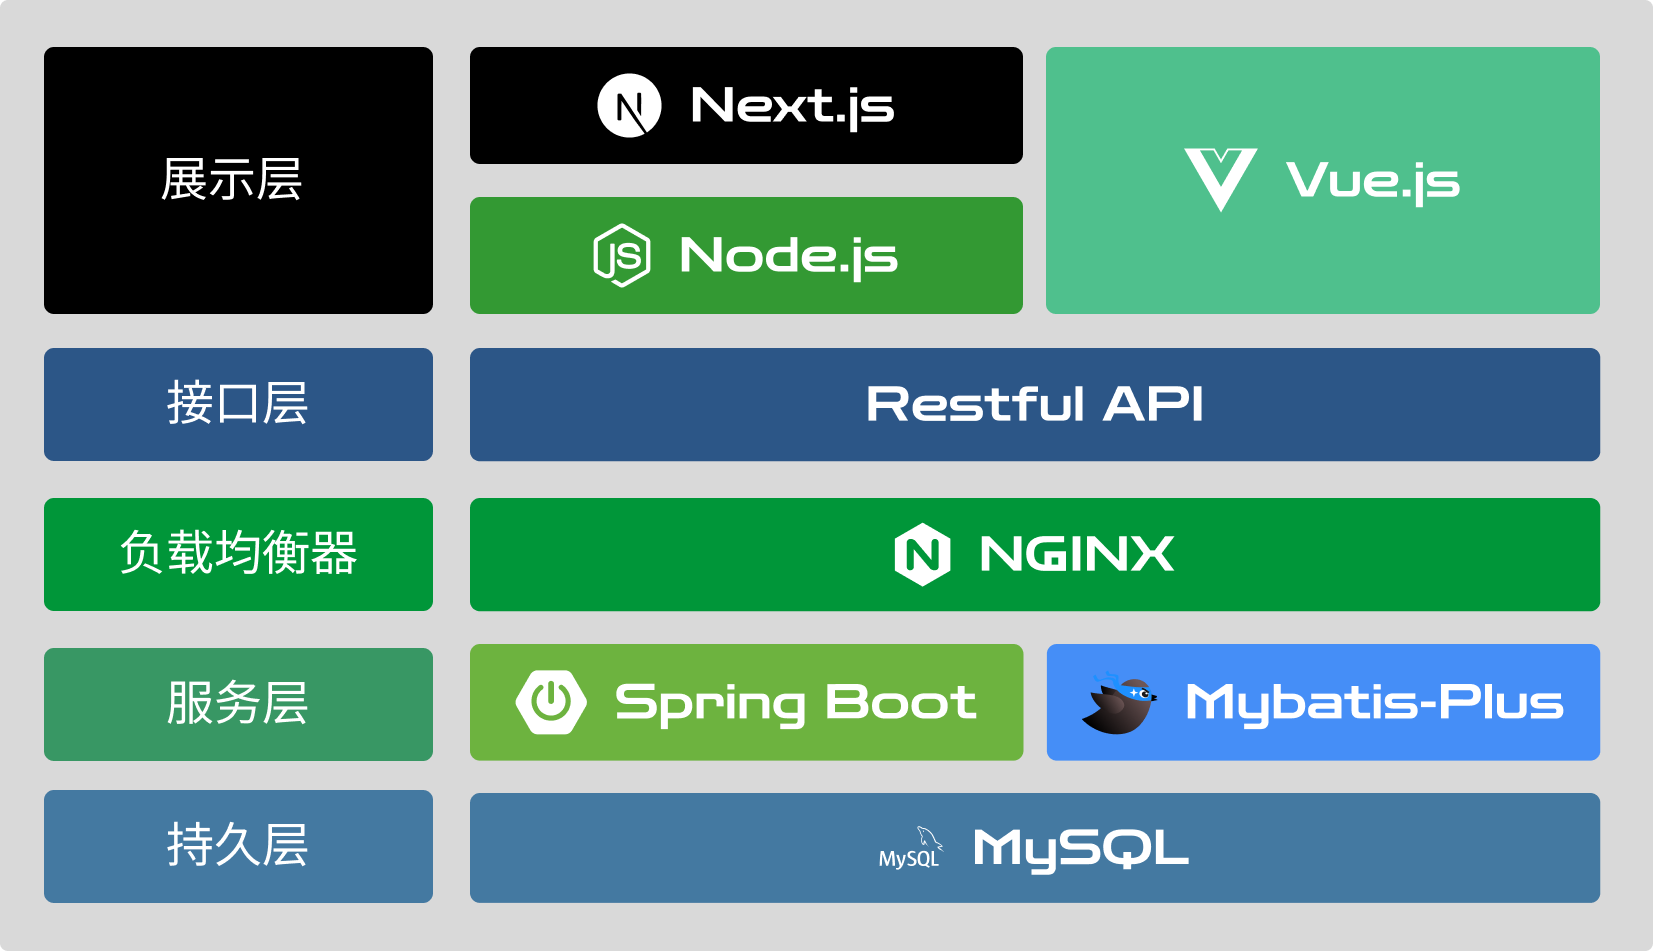 展示层
N Next.js
JS Node.js
Vue.js
接口层
Restful API
负载均衡器
N NGINX
服务层
Spring Boot
Mybatis-Plus
持久层
MySQL MySQL